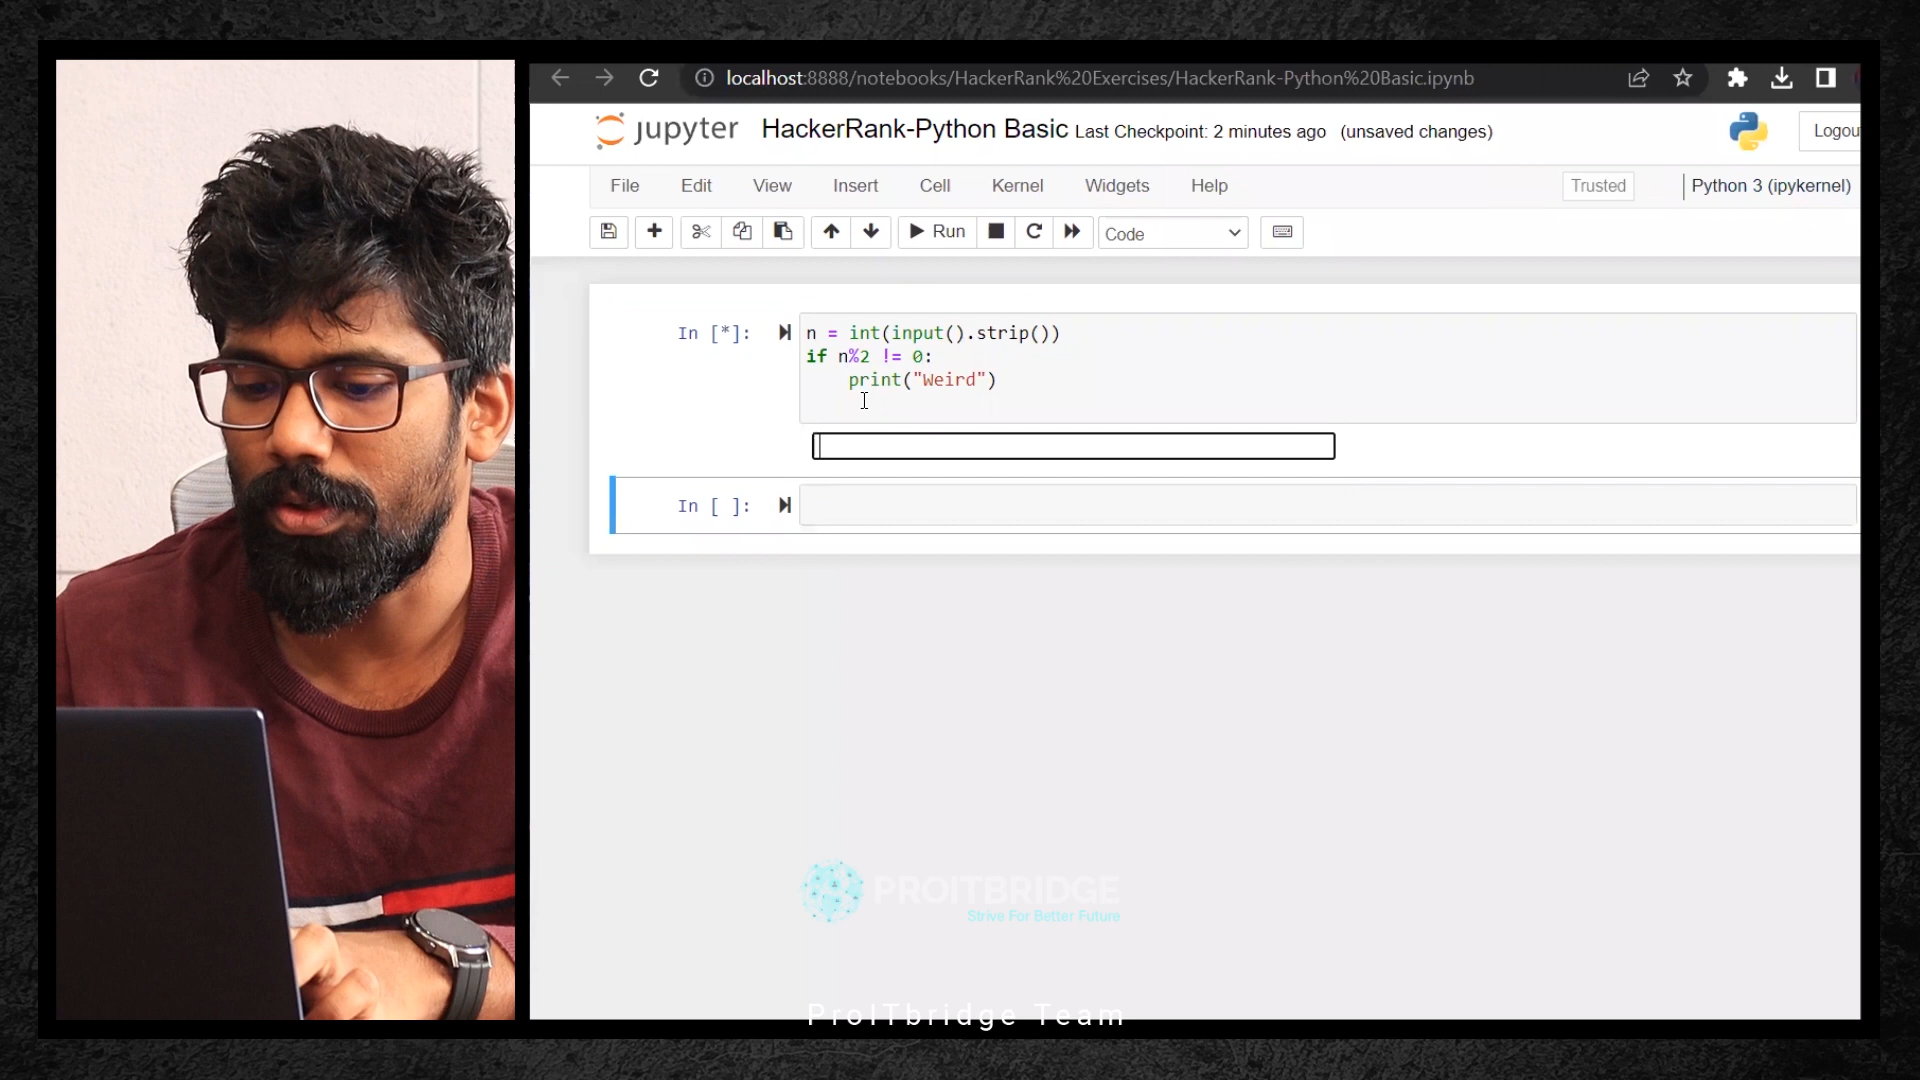 localhost:8888/notebooks/HackerRank%20Exercises/HackerRank-Python%20Basic.ipynb
jupyter HackerRank-Python Basic Last Checkpoint: 2 minutes ago (unsaved changes)
Logou
File Edit View Insert Cell Kernel Widgets Help
Trusted
Python 3 (ipykernel)
Run
Code
In [*]:
n = int(input().strip())
if n%2 != 0:
print("Weird")
In [ ]:
PROITBRIDGE
Strive For Better Future
ProITbridge Team